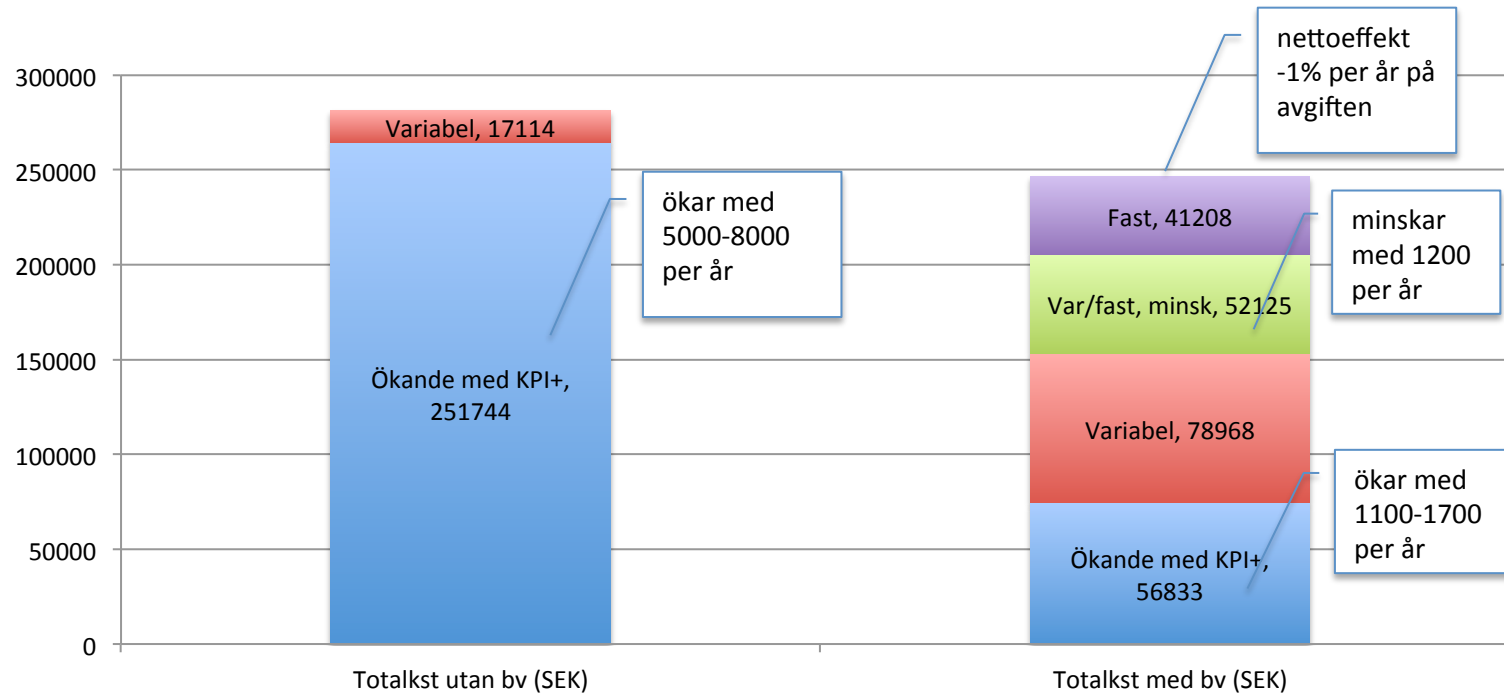 nettoeffekt
-1% per år på
avgiften
300000
250000
200000
150000
100000
50000
0
Variabel, 17114
Ökande med KPI+,
251744
ökar med
5000-8000
per år
Fast, 41208
Var/fast, minsk, 52125
Variabel, 78968
Ökande med KPI+,
56833
minskar
med 1200
per år
ökar med
1100-1700
per år
Totalkst utan bv (SEK)
Totalkst med bv (SEK)